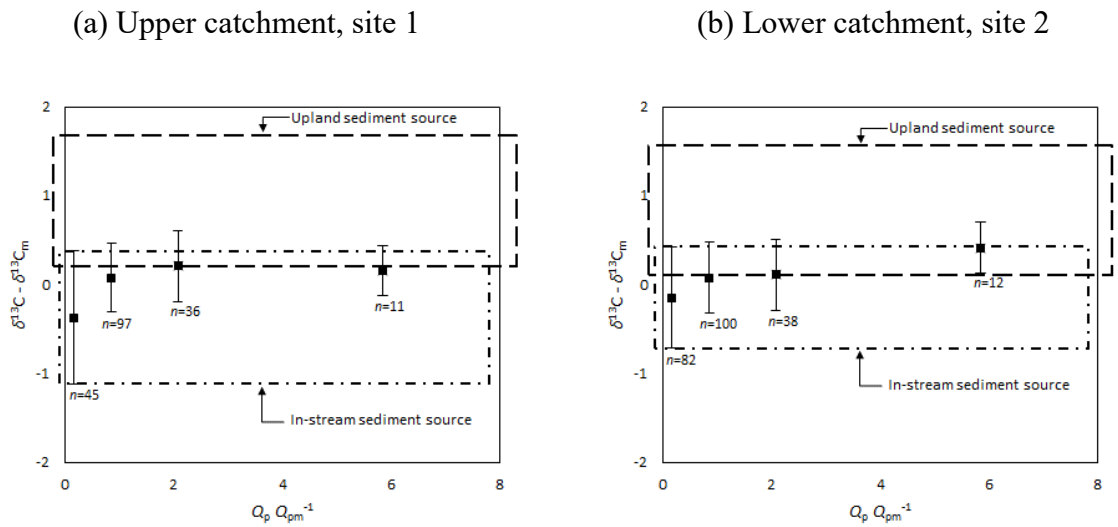 (a) Upper catchment, site 1
(b) Lower catchment, site 2
2
1
0
-1
-2
δ¹³C – δ¹³Cₘ
Upland sediment source
n=45
n=97
n=36
n=11
In-stream sediment source
0
2
4
6
8
Qₚ Qₚₘ⁻¹
2
1
0
-1
-2
δ¹³C – δ¹³Cₘ
Upland sediment source
n=82
n=100
n=38
n=12
In-stream sediment source
0
2
4
6
8
Qₚ Qₚₘ⁻¹